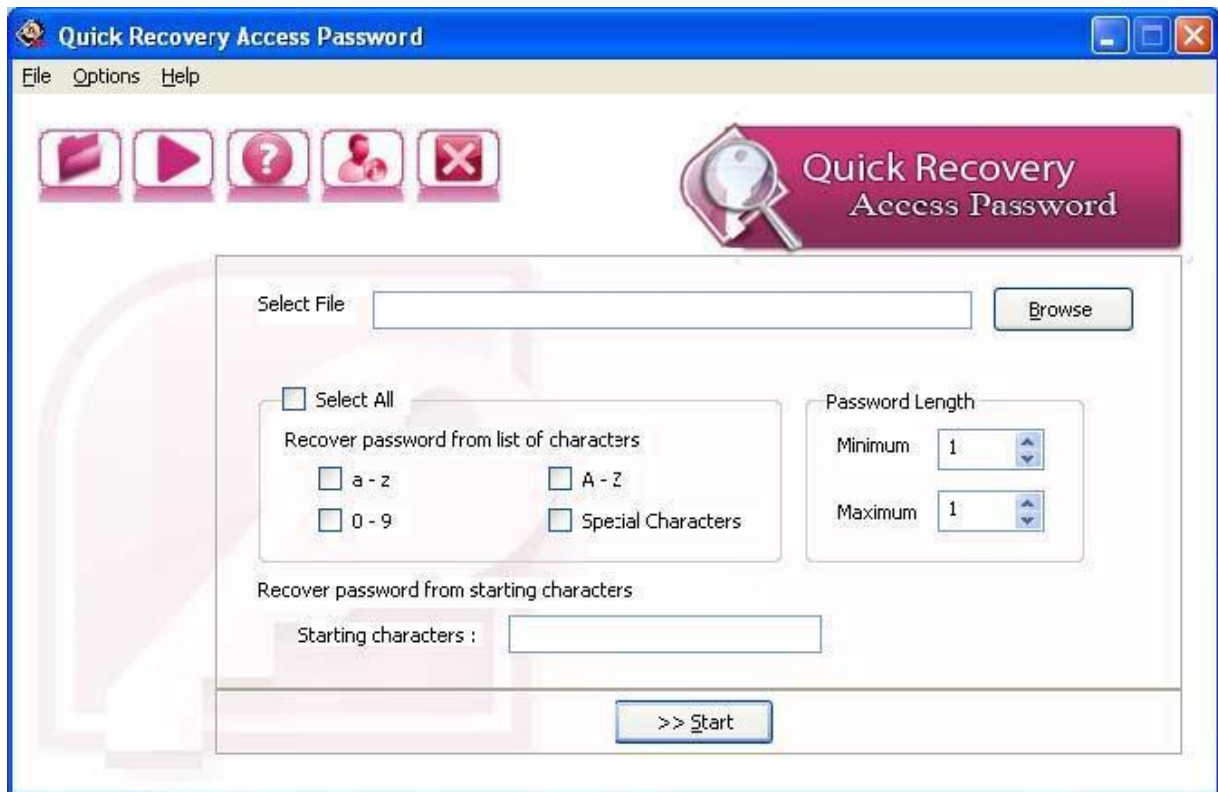 Quick Recovery Access Password
File Options Help
?
Quick Recovery
Access Password
Select File
Browse
Select All
Recover password from list of characters
a - z
A - Z
0 - 9
Special Characters
Password Length
Minimum 1
Maximum 1
Recover password from starting characters
Starting characters :
>> Start